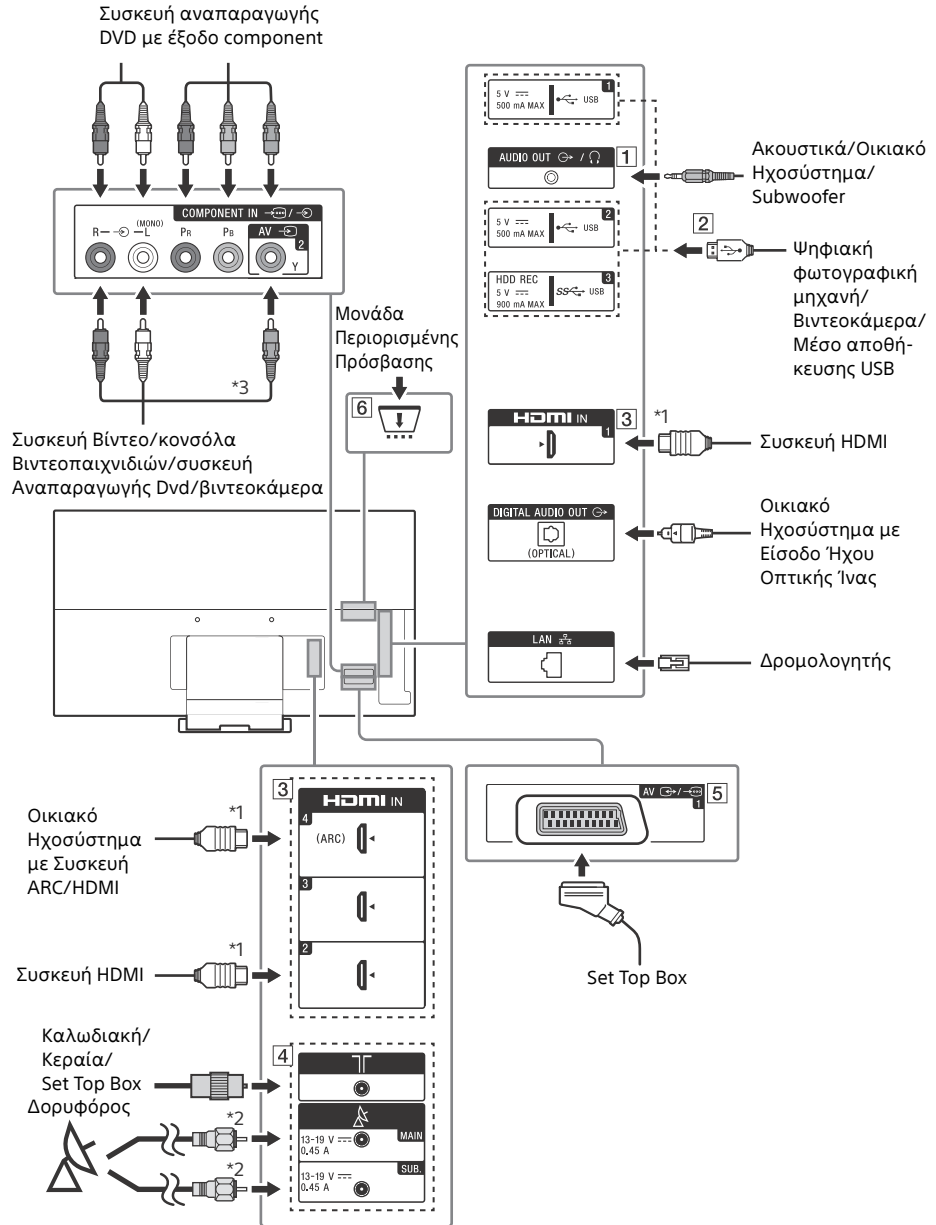 Συσκευή αναπαραγωγής
DVD με έξοδο component
COMPONENT IN
R
(MONO)
L
PR
PB
AV
2
Y
*3
Συσκευή Βίντεο/κονσόλα
Βιντεοπαιχνιδιών/συσκευή
Αναπαραγωγής Dvd/βιντεοκάμερα
Μονάδα
Περιορισμένης
Πρόσβασης
6
1
5 V
500 mA MAX
USB
AUDIO OUT /
1
Ακουστικά/Οικιακό
Ηχοσύστημα/
Subwoofer
2
5 V
500 mA MAX
USB
2
Ψηφιακή
φωτογραφική
μηχανή/
Βιντεοκάμερα/
Μέσο αποθή-
κευσης USB
HDD REC
3
5 V
900 mA MAX
SS
USB
HDMI IN
1
3
*1
Συσκευή HDMI
DIGITAL AUDIO OUT
(OPTICAL)
Οικιακό
Ηχοσύστημα με
Είσοδο Ήχου
Οπτικής Ίνας
LAN
Δρομολογητής
3
HDMI IN
4
(ARC)
3
2
Οικιακό
Ηχοσύστημα
με Συσκευή
ARC/HDMI
*1
Συσκευή HDMI
*1
Καλωδιακή/
Κεραία/
Set Top Box
Δορυφόρος
*2
*2
4
13-19 V
0.45 A
MAIN
13-19 V
0.45 A
SUB.
AV
1
5
Set Top Box